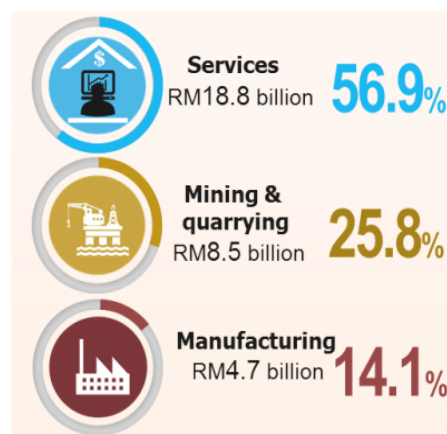 $
Services
RM18.8 billion
56.9%
Mining &
quarrying
RM8.5 billion
25.8%
Manufacturing
RM4.7 billion
14.1%